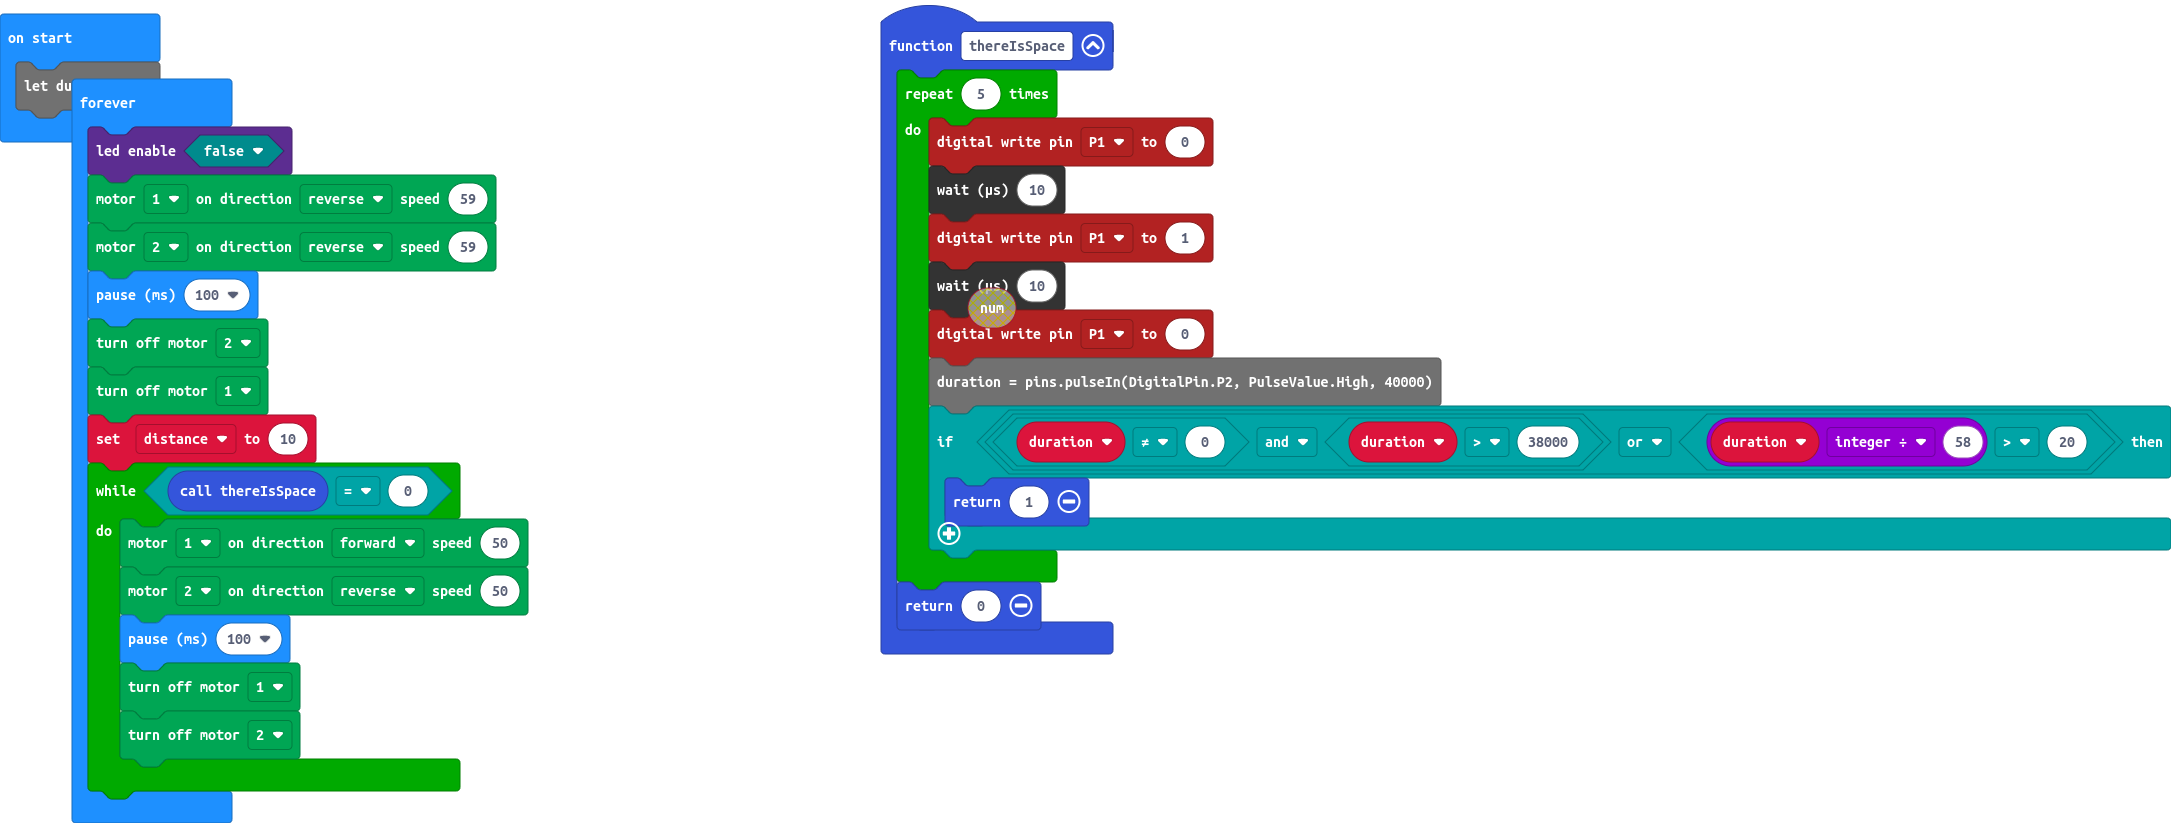 on start
let du
forever
led enable false
motor 1 on direction reverse speed 59
motor 2 on direction reverse speed 59
pause (ms) 100
turn off motor 2
turn off motor 1
set distance to 10
while call thereIsSpace = 0
do
motor 1 on direction forward speed 50
motor 2 on direction reverse speed 50
pause (ms) 100
turn off motor 1
turn off motor 2
function thereIsSpace
repeat 5 times
do
digital write pin P1 to 0
wait (µs) 10
digital write pin P1 to 1
wait (µs) 10
num
digital write pin P1 to 0
duration = pins.pulseIn(DigitalPin.P2, PulseValue.High, 40000)
if duration ≠ 0 and duration > 38000 or duration integer ÷ 58 > 20 then
return 1
return 0